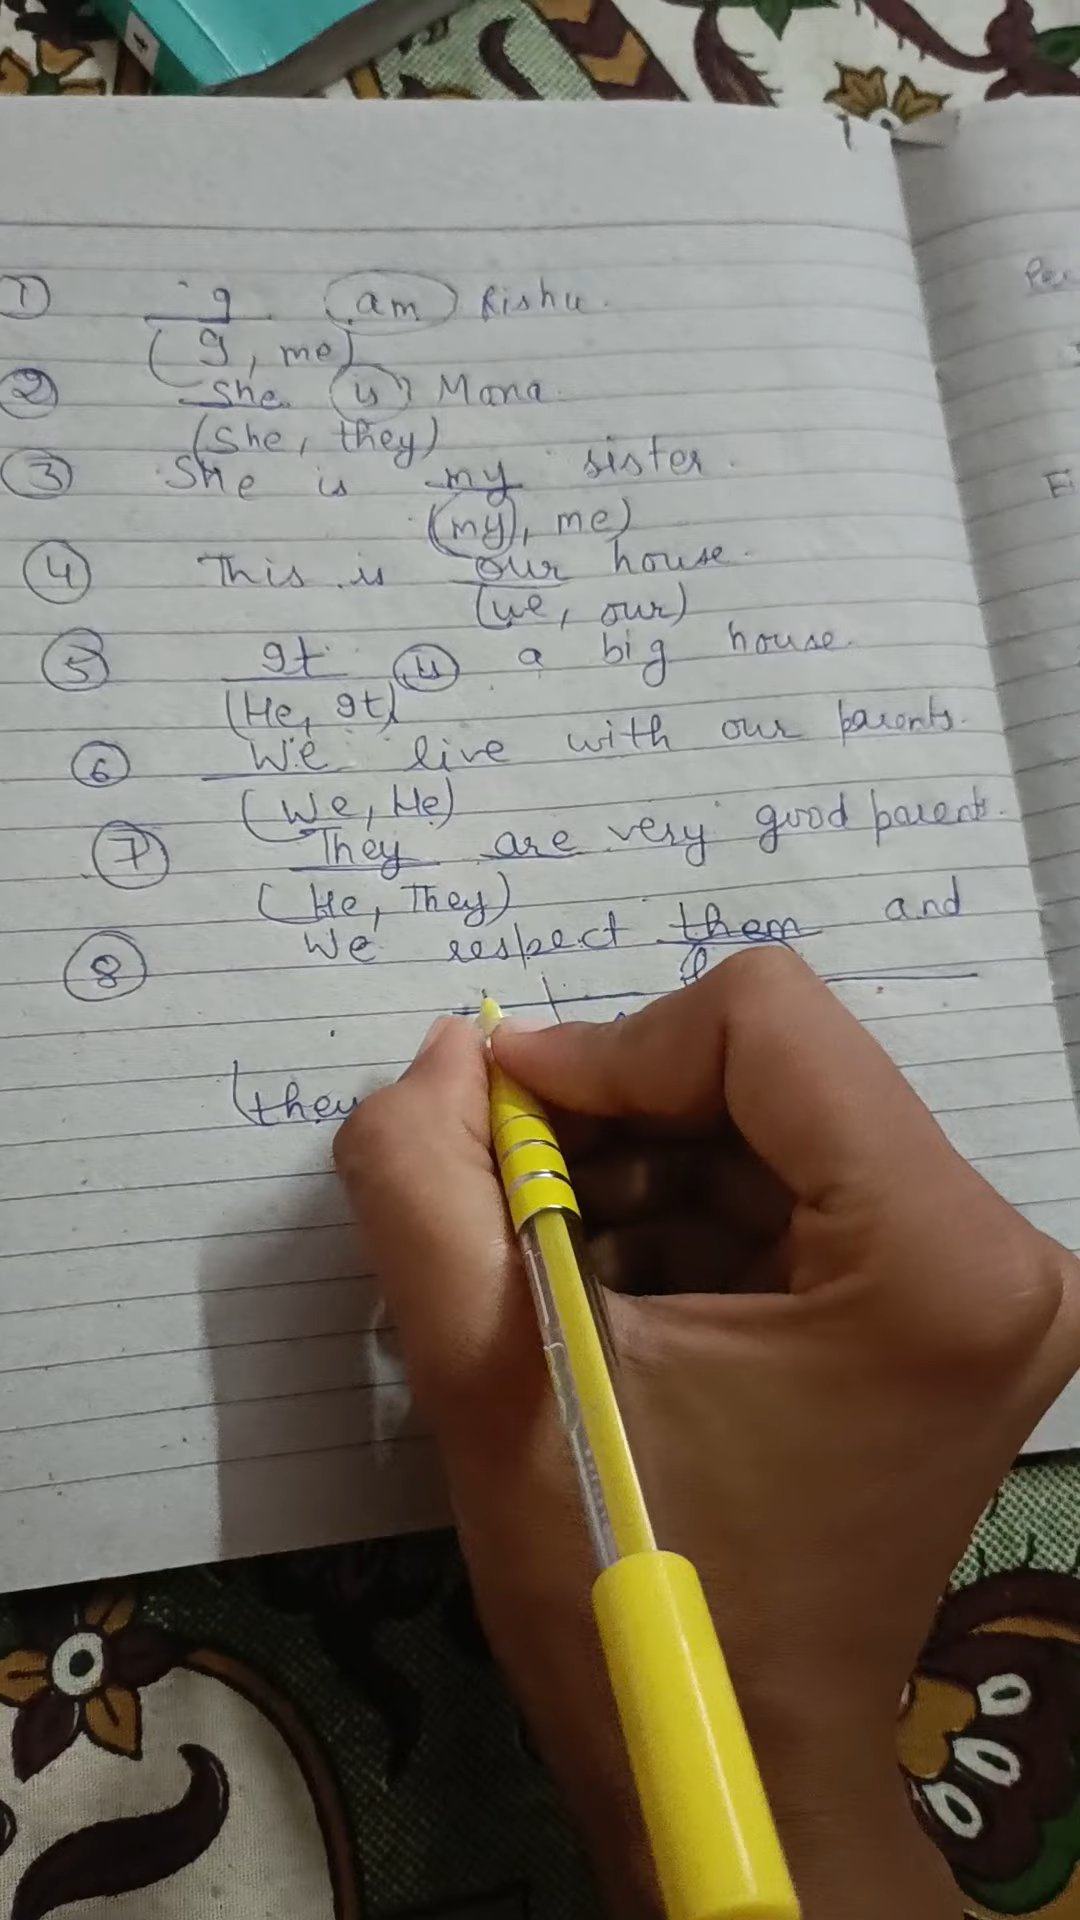 1 I am Rishu.
(I, me)
2 She is Mona.
(She, they)
3 She is my sister.
(my, me)
4 This is our house.
(we, our)
5 It is a big house.
(He, It)
6 We live with our parents.
(We, He)
7 They are very good parents.
(He, They)
8 We respect them and
(they